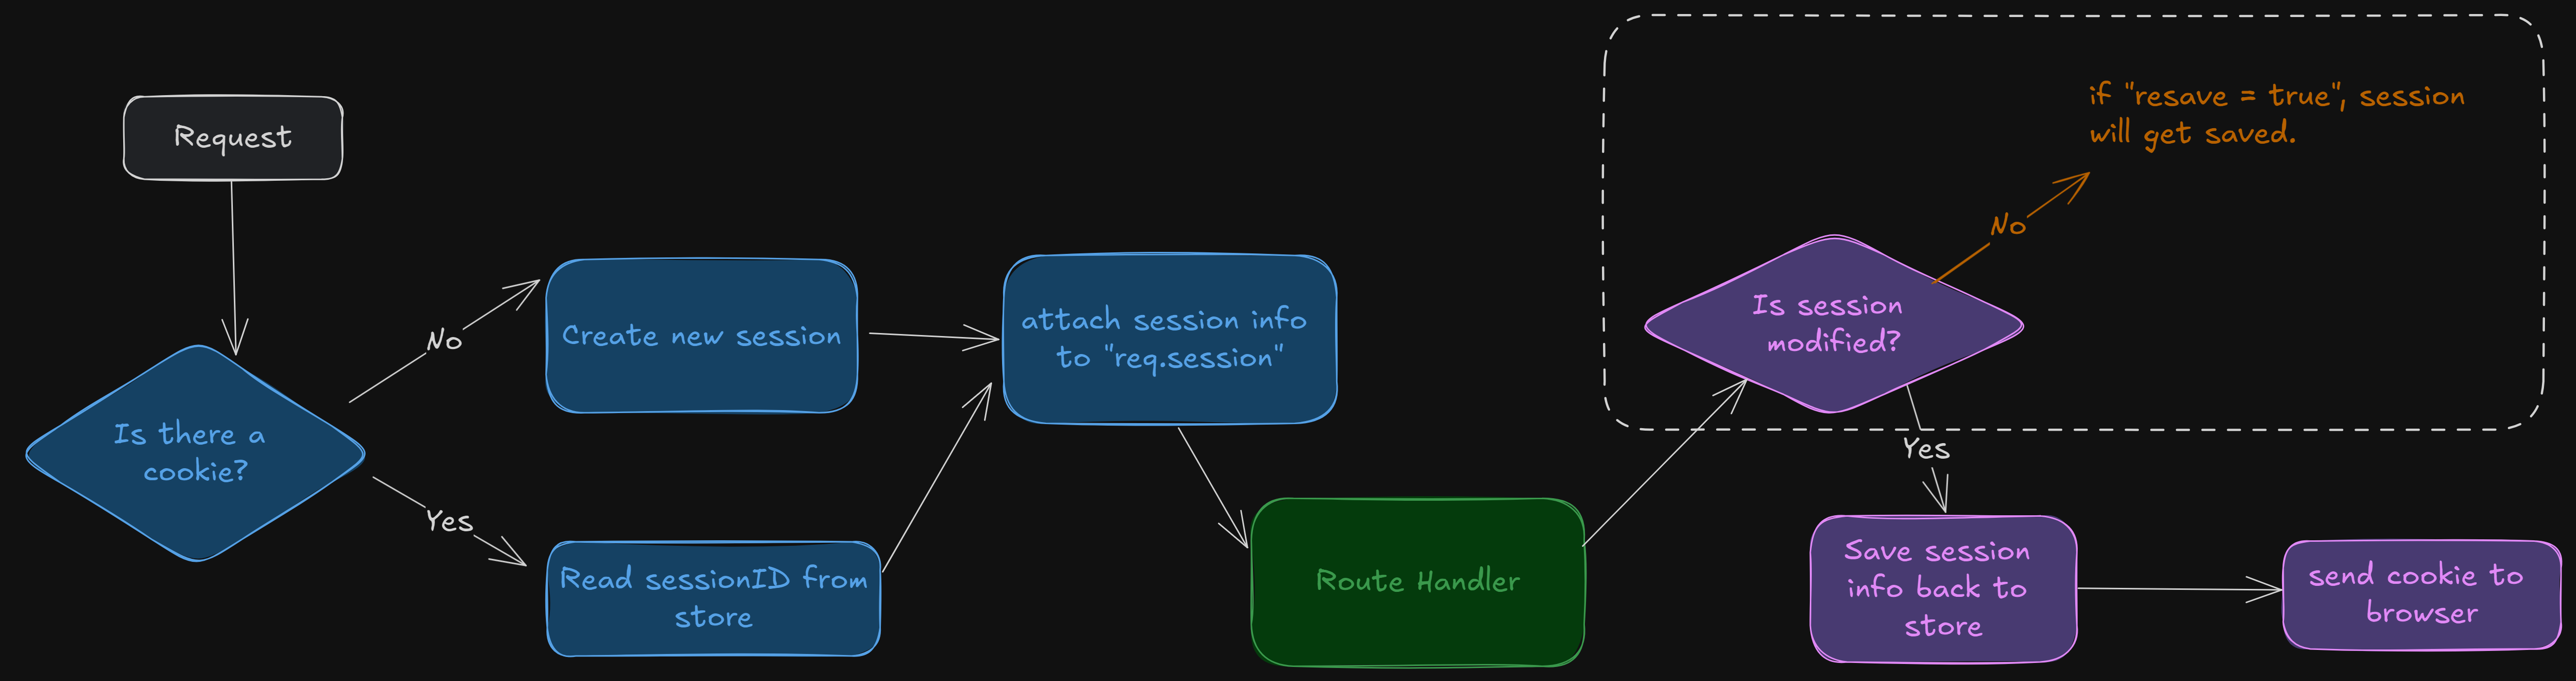 Request
Is there a
cookie?
No
Yes
Create new session
Read sessionID from
store
attach session info
to "req.session"
Route Handler
Is session
modified?
No
if "resave = true", session
will get saved.
Yes
Save session
info back to
store
send cookie to
browser